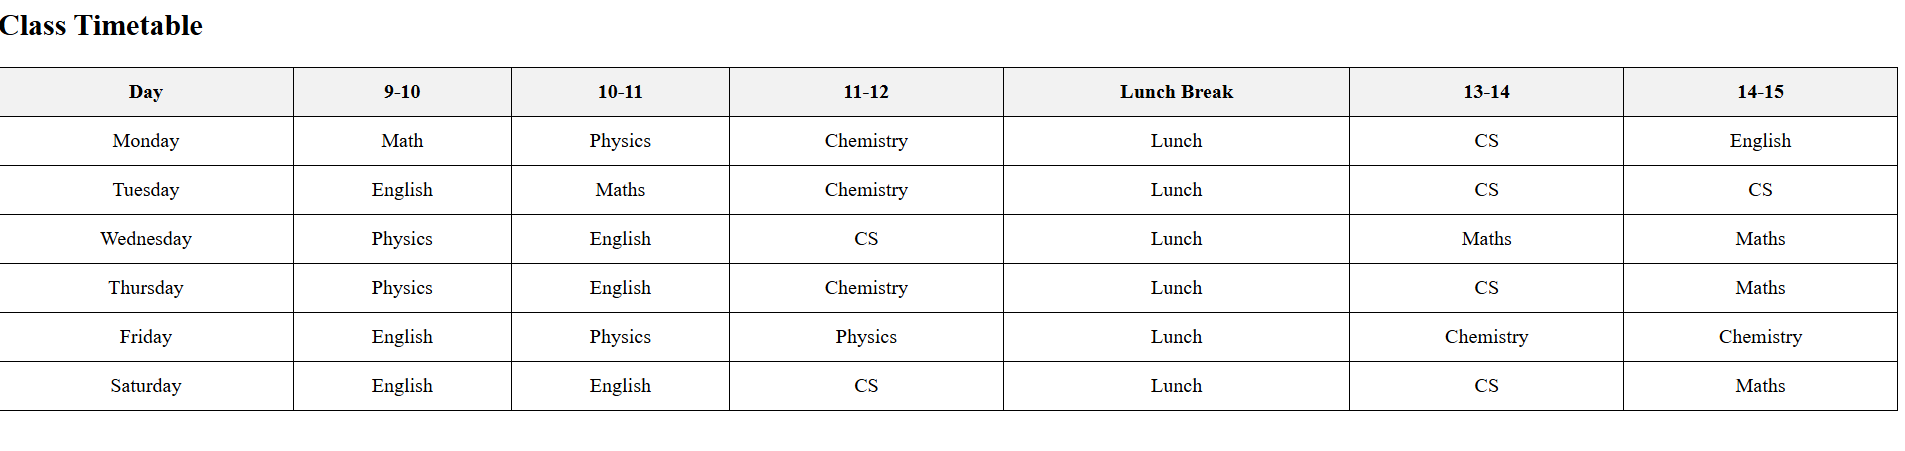 Class Timetable
Day 9-10 10-11 11-12 Lunch Break 13-14 14-15
Monday Math Physics Chemistry Lunch CS English
Tuesday English Maths Chemistry Lunch CS CS
Wednesday Physics English CS Lunch Maths Maths
Thursday Physics English Chemistry Lunch CS Maths
Friday English Physics Physics Lunch Chemistry Chemistry
Saturday English English CS Lunch CS Maths